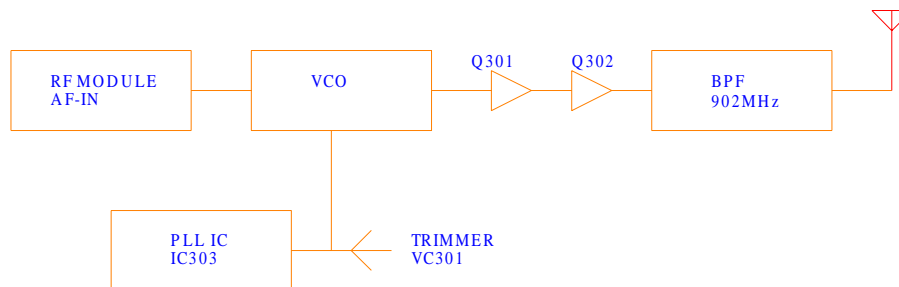 RF MODULE
AF-IN
VCO
Q301
Q302
BPF
902MHz
PLL IC
IC303
TRIMMER
VC301